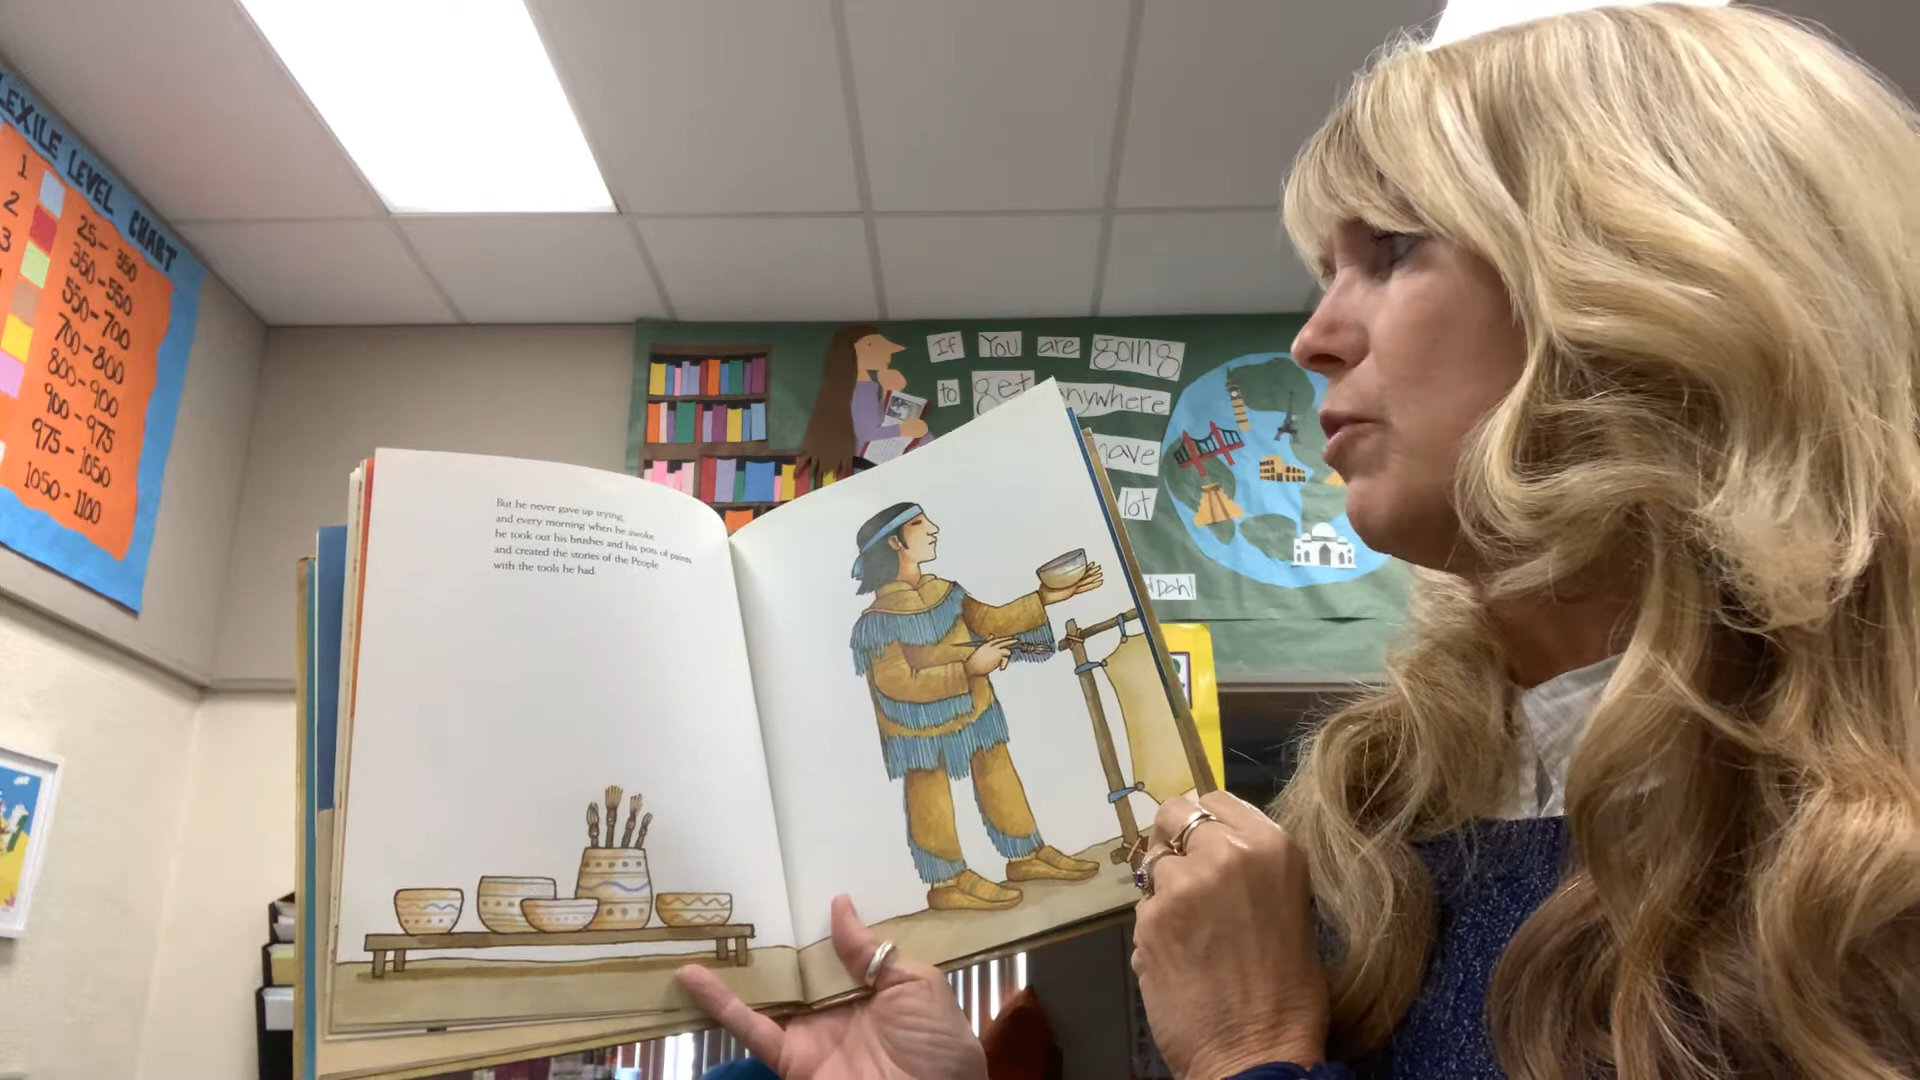 LEXILE LEVEL CHART
1 25-350
2 350-550
3 550-700
700-800
800-900
900-975
975-1050
1050-1100
If You are going
to get anywhere
have
lot
Dahl
But he never gave up trying,
and every morning when he awoke
he took out his brushes and his pots of paints
and created the stories of the People
with the tools he had.